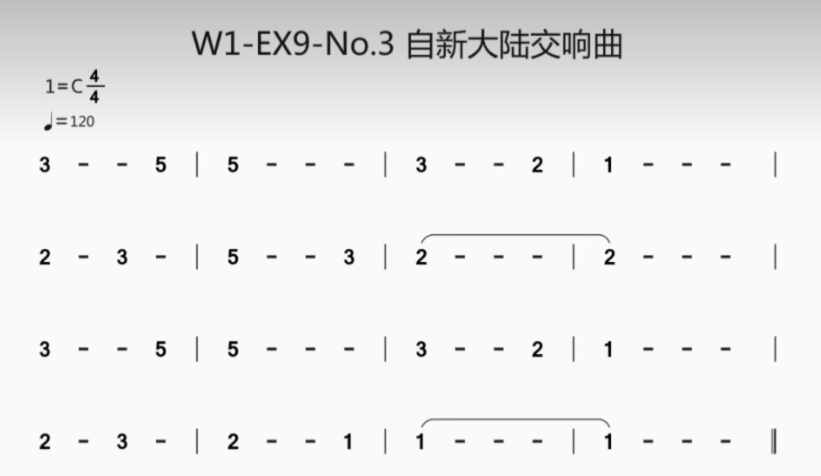 W1-EX9-No.3 自新大陆交响曲
1=C 4/4
♩=120
3 - - 5 | 5 - - - | 3 - - 2 | 1 - - - |
2 - 3 - | 5 - - 3 | 2 - - - | 2 - - - |
3 - - 5 | 5 - - - | 3 - - 2 | 1 - - - |
2 - 3 - | 2 - - 1 | 1 - - - | 1 - - - ‖